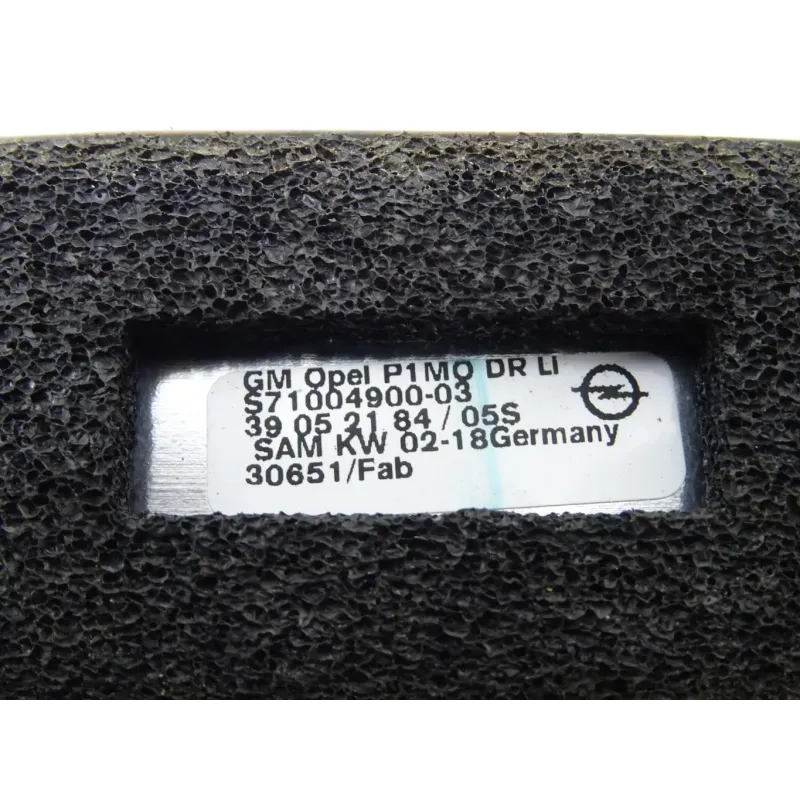 GM Opel P1MO DR LI
S71004900-03
39 05 21 84 / 05S
SAM KW 02-18Germany
30651/Fab